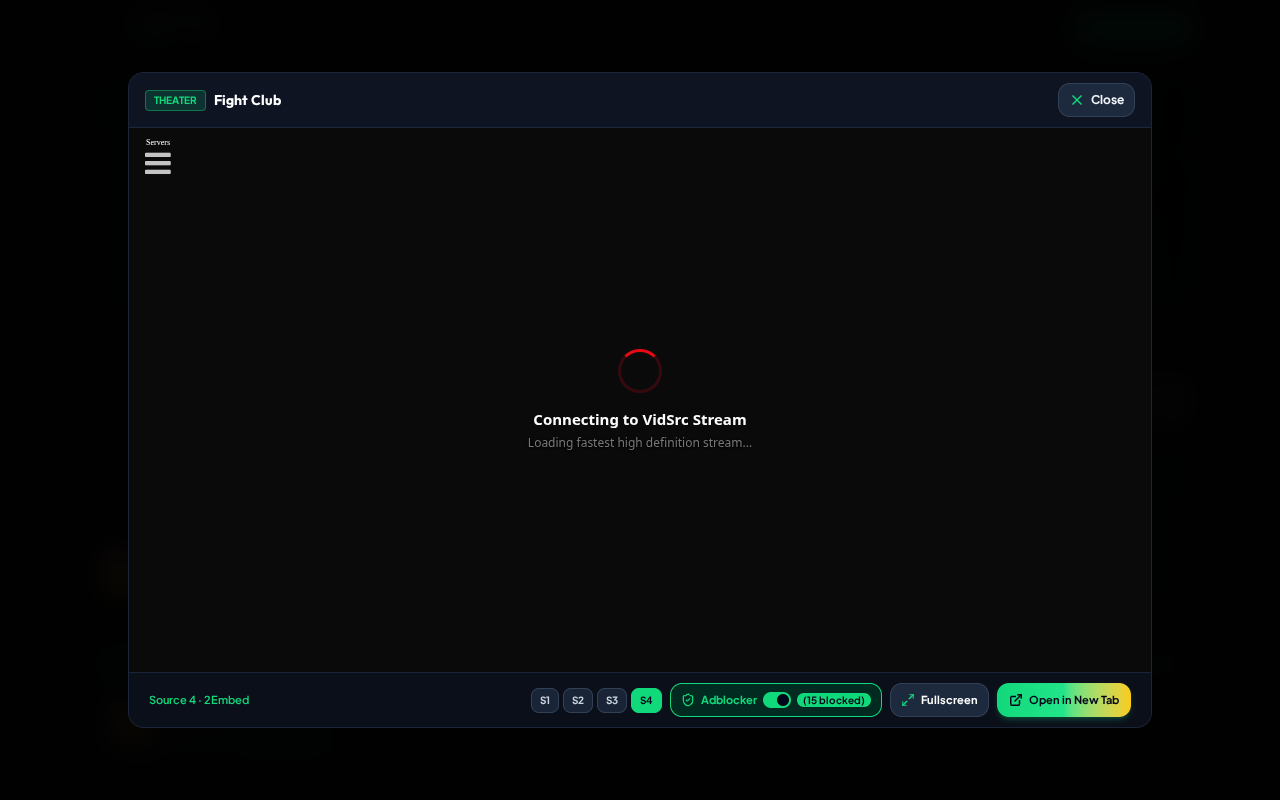 THEATER Fight Club
Close
Servers
Connecting to VidSrc Stream
Loading fastest high definition stream...
Source 4 · 2Embed
S1 S2 S3 S4 Adblocker (15 blocked) Fullscreen Open in New Tab